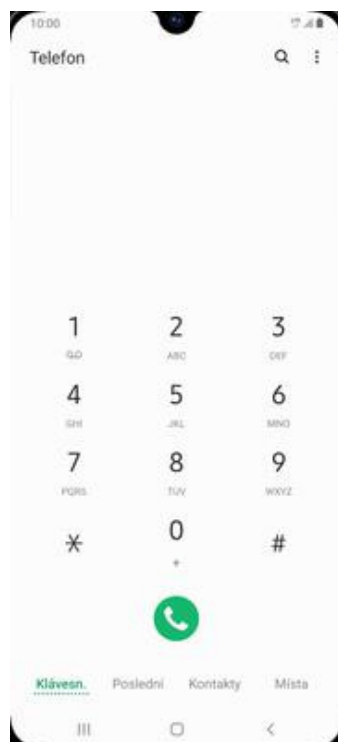 10:00
Telefon
1 2 3
ABC DEF
4 5 6
GHI JKL MNO
7 8 9
PQRS TUV WXYZ
* 0 #
+
Klávesn. Poslední Kontakty Místa